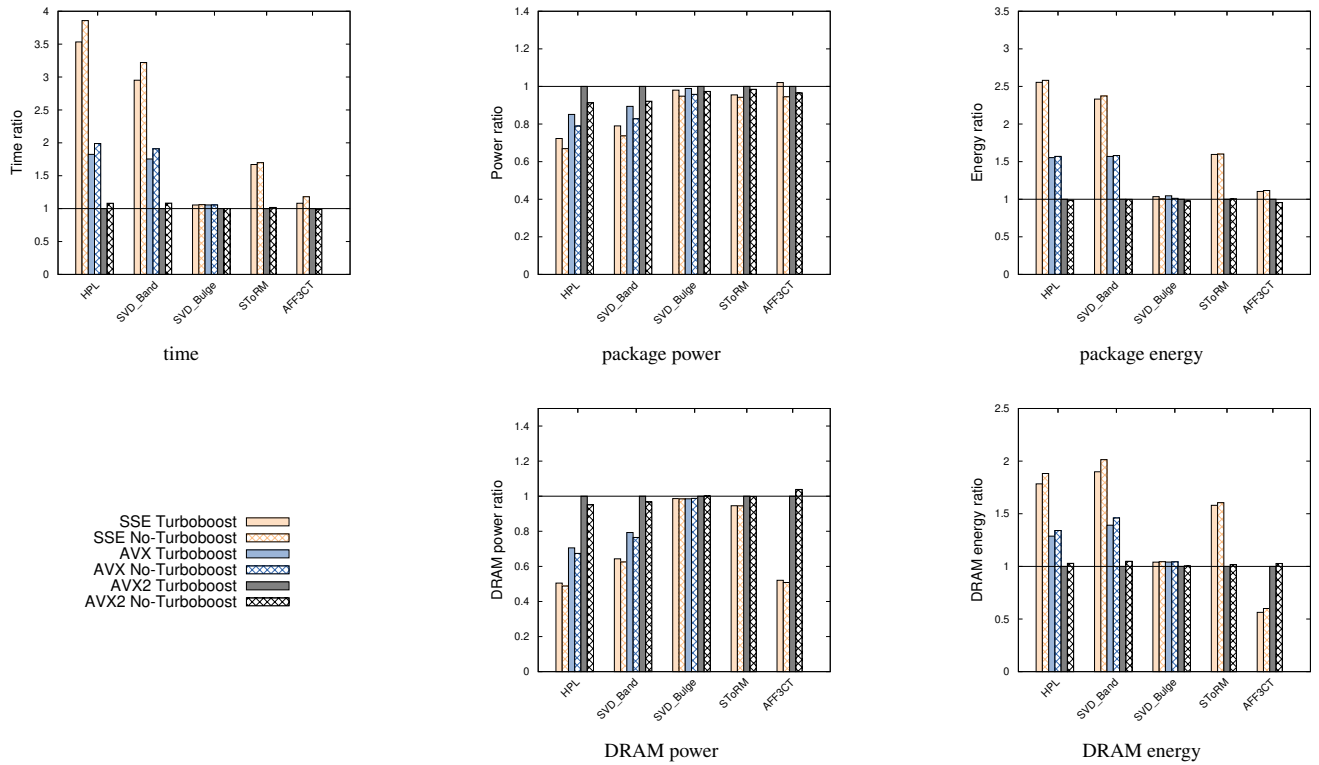 Time ratio
4
3.5
3
2.5
2
1.5
1
0.5
0
HPL
SVD_Band
SVD_Bulge
SToRM
AFF3CT
time
Power ratio
1.4
1.2
1
0.8
0.6
0.4
0.2
0
HPL
SVD_Band
SVD_Bulge
SToRM
AFF3CT
package power
Energy ratio
3.5
3
2.5
2
1.5
1
0.5
0
HPL
SVD_Band
SVD_Bulge
SToRM
AFF3CT
package energy
SSE Turboboost
SSE No-Turboboost
AVX Turboboost
AVX No-Turboboost
AVX2 Turboboost
AVX2 No-Turboboost
DRAM power ratio
1.4
1.2
1
0.8
0.6
0.4
0.2
0
HPL
SVD_Band
SVD_Bulge
SToRM
AFF3CT
DRAM power
DRAM energy ratio
2.5
2
1.5
1
0.5
0
HPL
SVD_Band
SVD_Bulge
SToRM
AFF3CT
DRAM energy